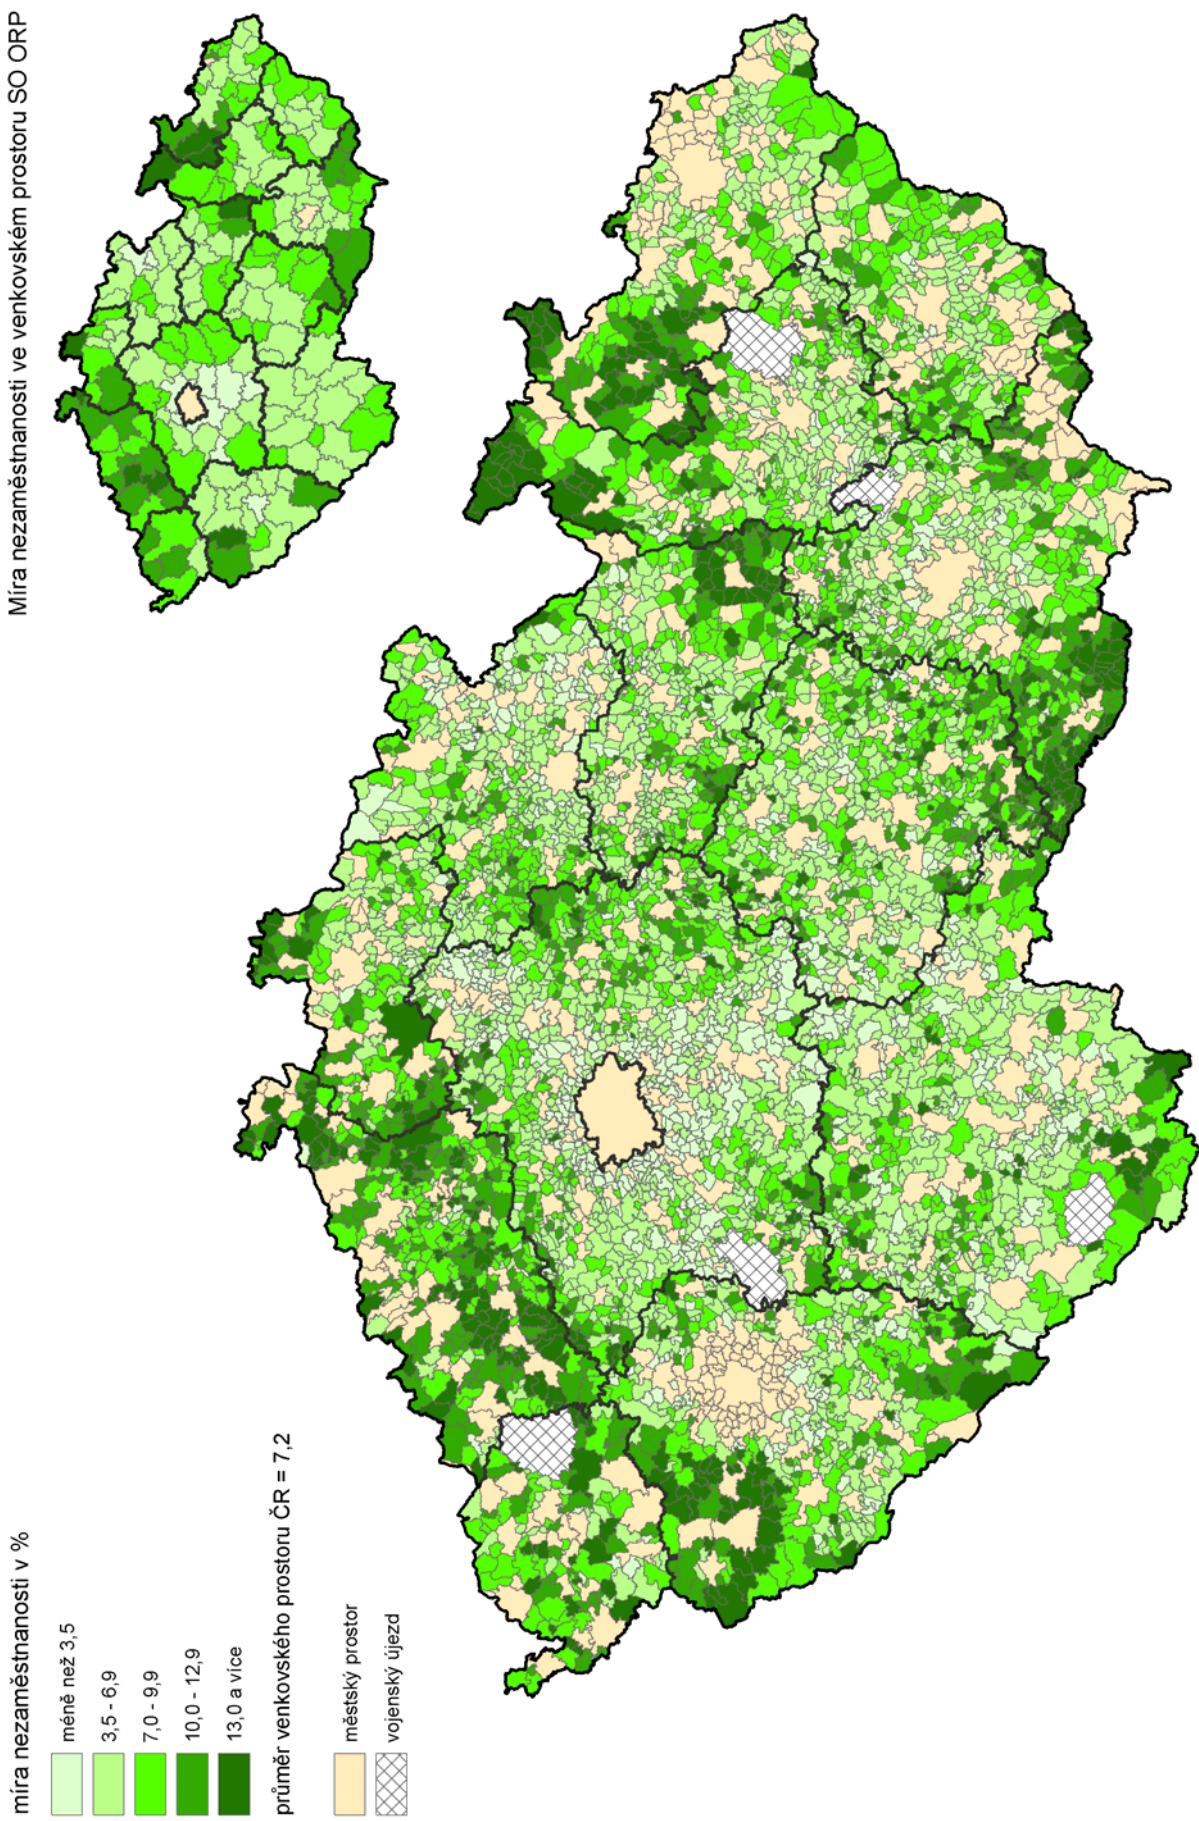 Míra nezaměstnanosti ve venkovském prostoru SO ORP
míra nezaměstnanosti v %
méně než 3,5
3,5 - 6,9
7,0 - 9,9
10,0 - 12,9
13,0 a více
průměr venkovského prostoru ČR = 7,2
městský prostor
vojenský újezd